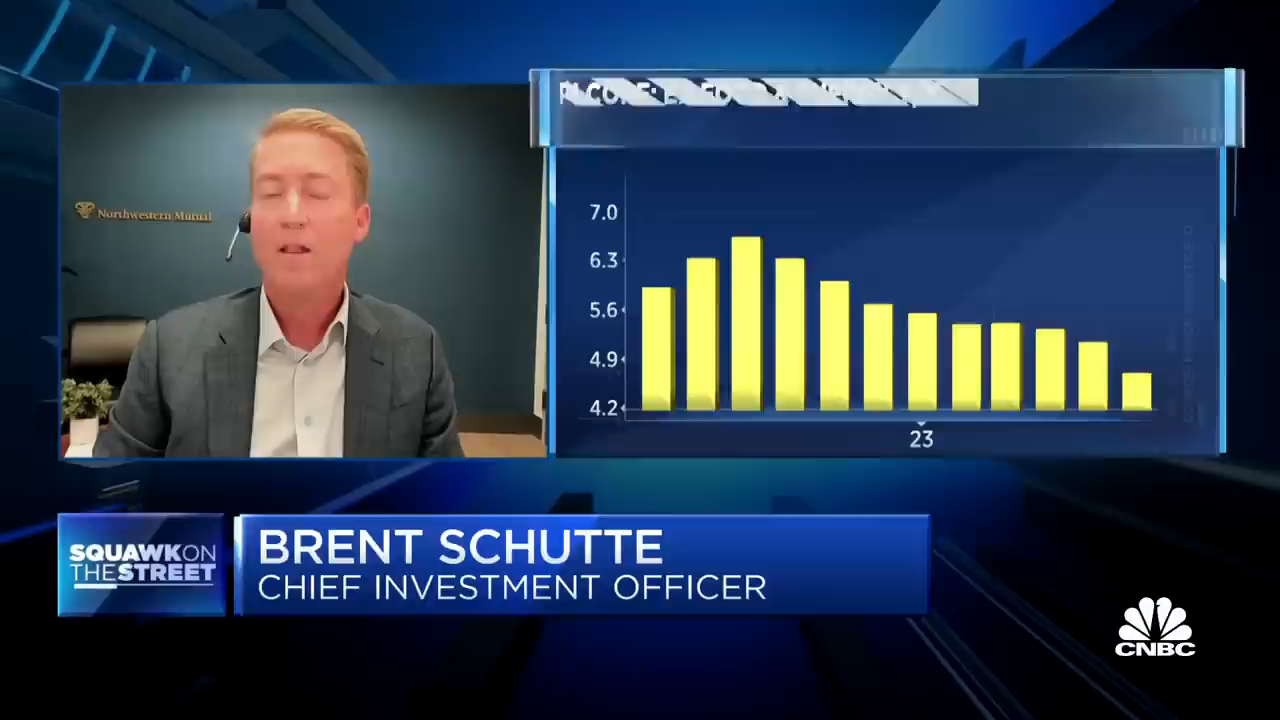 Northwestern Mutual
7.0
6.3
5.6
4.9
4.2
23
SQUAWK ON
THE STREET
BRENT SCHUTTE
CHIEF INVESTMENT OFFICER
CNBC